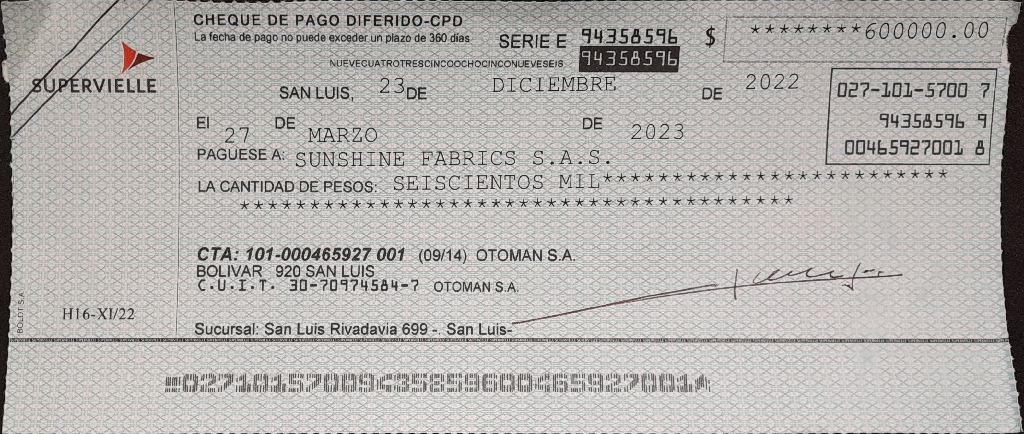 CHEQUE DE PAGO DIFERIDO-CPD
La fecha de pago no puede exceder un plazo de 360 días
SERIE E 94358596 $ ********600000.00
94358596
NUEVECUATROTRESCINCOOCHOCINCONUEVESEIS
SUPERVIELLE
SAN LUIS, 23 DE DICIEMBRE DE 2022
027-101-5700 7
94358596 9
00465927001 8
El 27 DE MARZO DE 2023
PAGUESE A: SUNSHINE FABRICS S.A.S.
LA CANTIDAD DE PESOS: SEISCIENTOS MIL*************************
****************************************
CTA: 101-000465927 001 (09/14) OTOMAN S.A.
BOLIVAR 920 SAN LUIS
C.U.I.T. 30-70974584-7 OTOMAN S.A.
BOLDT S.A.
H16-XI/22
Sucursal: San Luis Rivadavia 699 -. San Luis-